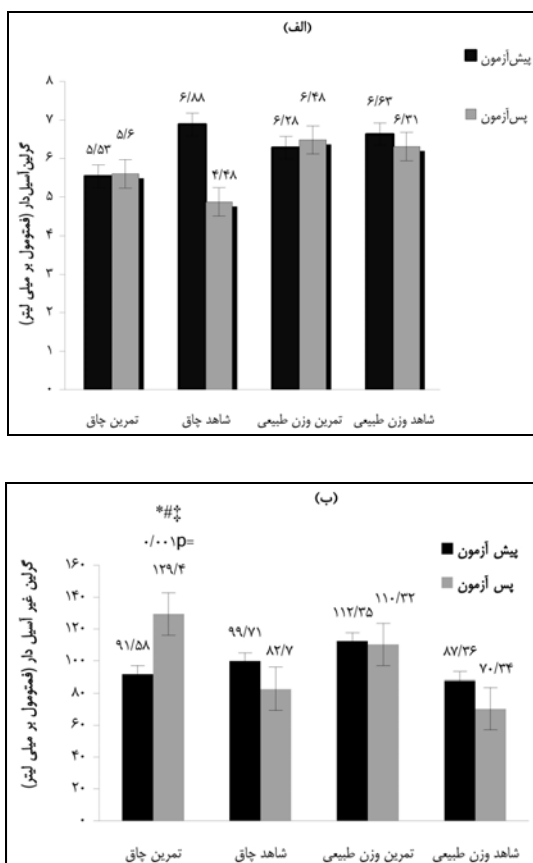 (الف)
پیش‌آزمون
پس‌آزمون
گرلین آسیل‌دار (فمتومول بر میلی لیتر)
۸
۷
۶
۵
۴
۳
۲
۱
۰
۵/۵۳ ۵/۶ ۶/۸۸ ۴/۴۸ ۶/۲۸ ۶/۴۸ ۶/۶۳ ۶/۳۱
تمرین چاق شاهد چاق تمرین وزن طبیعی شاهد وزن طبیعی
(ب)
پیش آزمون
پس آزمون
گرلین غیر آسیل دار (فمتومول بر میلی لیتر)
*#‡
۰/۰۰۱p=
۱۶۰
۱۴۰
۱۲۰
۱۰۰
۸۰
۶۰
۴۰
۲۰
۰
۹۱/۵۸ ۱۲۹/۴ ۹۹/۷۱ ۸۲/۷ ۱۱۲/۳۵ ۱۱۰/۳۲ ۸۷/۳۶ ۷۰/۳۴
تمرین چاق شاهد چاق تمرین وزن طبیعی شاهد وزن طبیعی